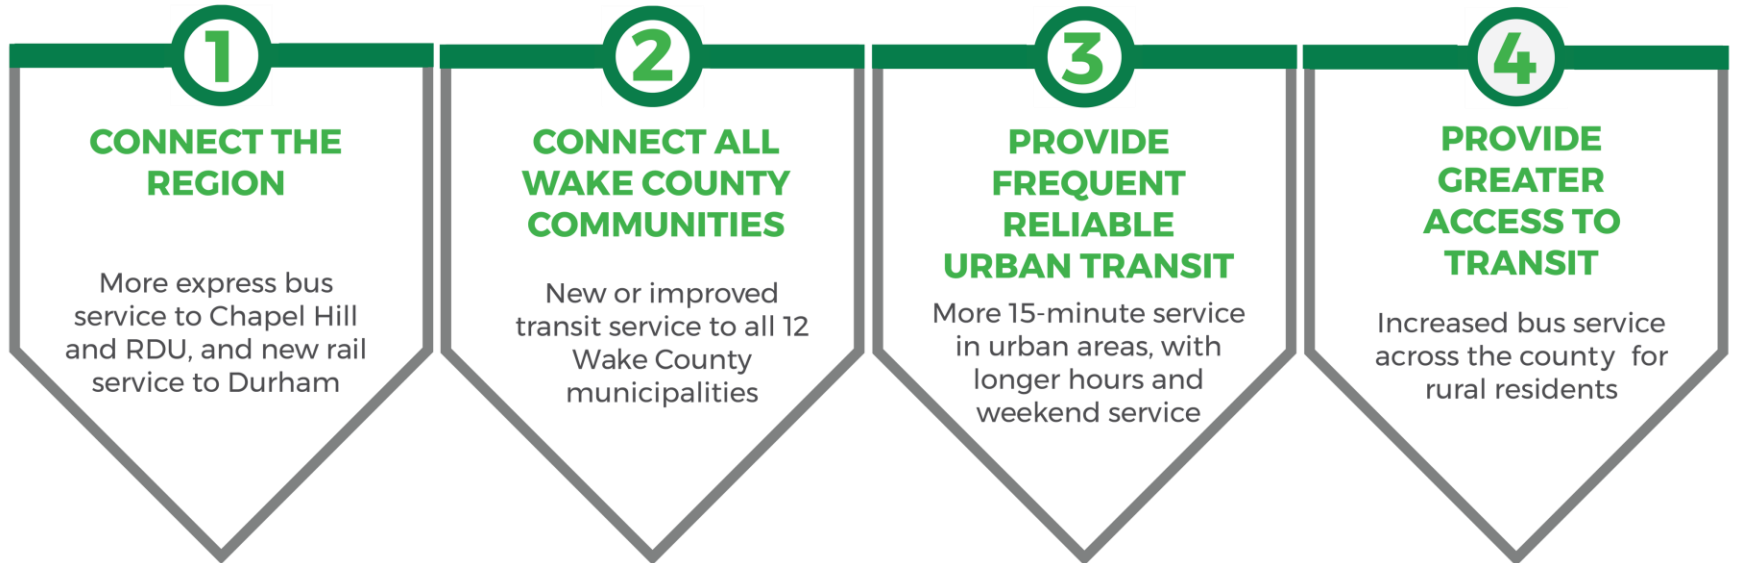 1
CONNECT THE
REGION
More express bus
service to Chapel Hill
and RDU, and new rail
service to Durham
2
CONNECT ALL
WAKE COUNTY
COMMUNITIES
New or improved
transit service to all 12
Wake County
municipalities
3
PROVIDE
FREQUENT
RELIABLE
URBAN TRANSIT
More 15-minute service
in urban areas, with
longer hours and
weekend service
4
PROVIDE
GREATER
ACCESS TO
TRANSIT
Increased bus service
across the county  for
rural residents